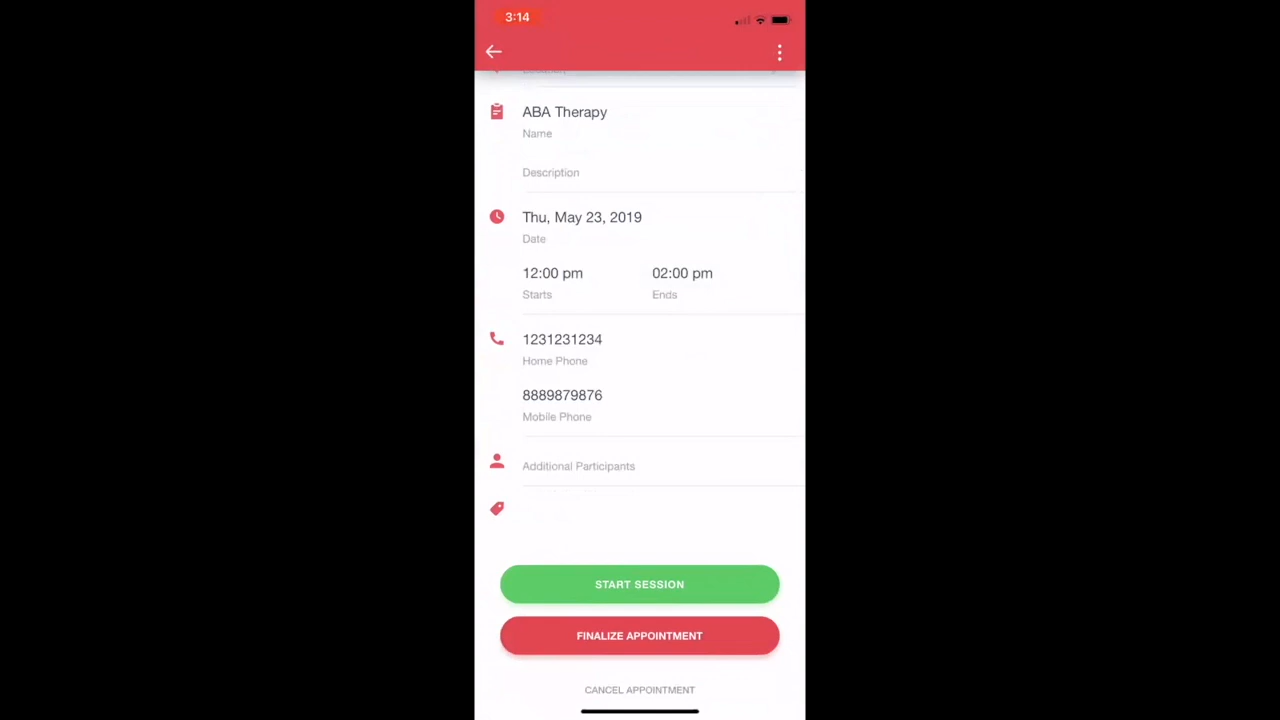 3:14
ABA Therapy
Name
Description
Thu, May 23, 2019
Date
12:00 pm 02:00 pm
Starts Ends
1231231234
Home Phone
8889879876
Mobile Phone
Additional Participants
START SESSION
FINALIZE APPOINTMENT
CANCEL APPOINTMENT